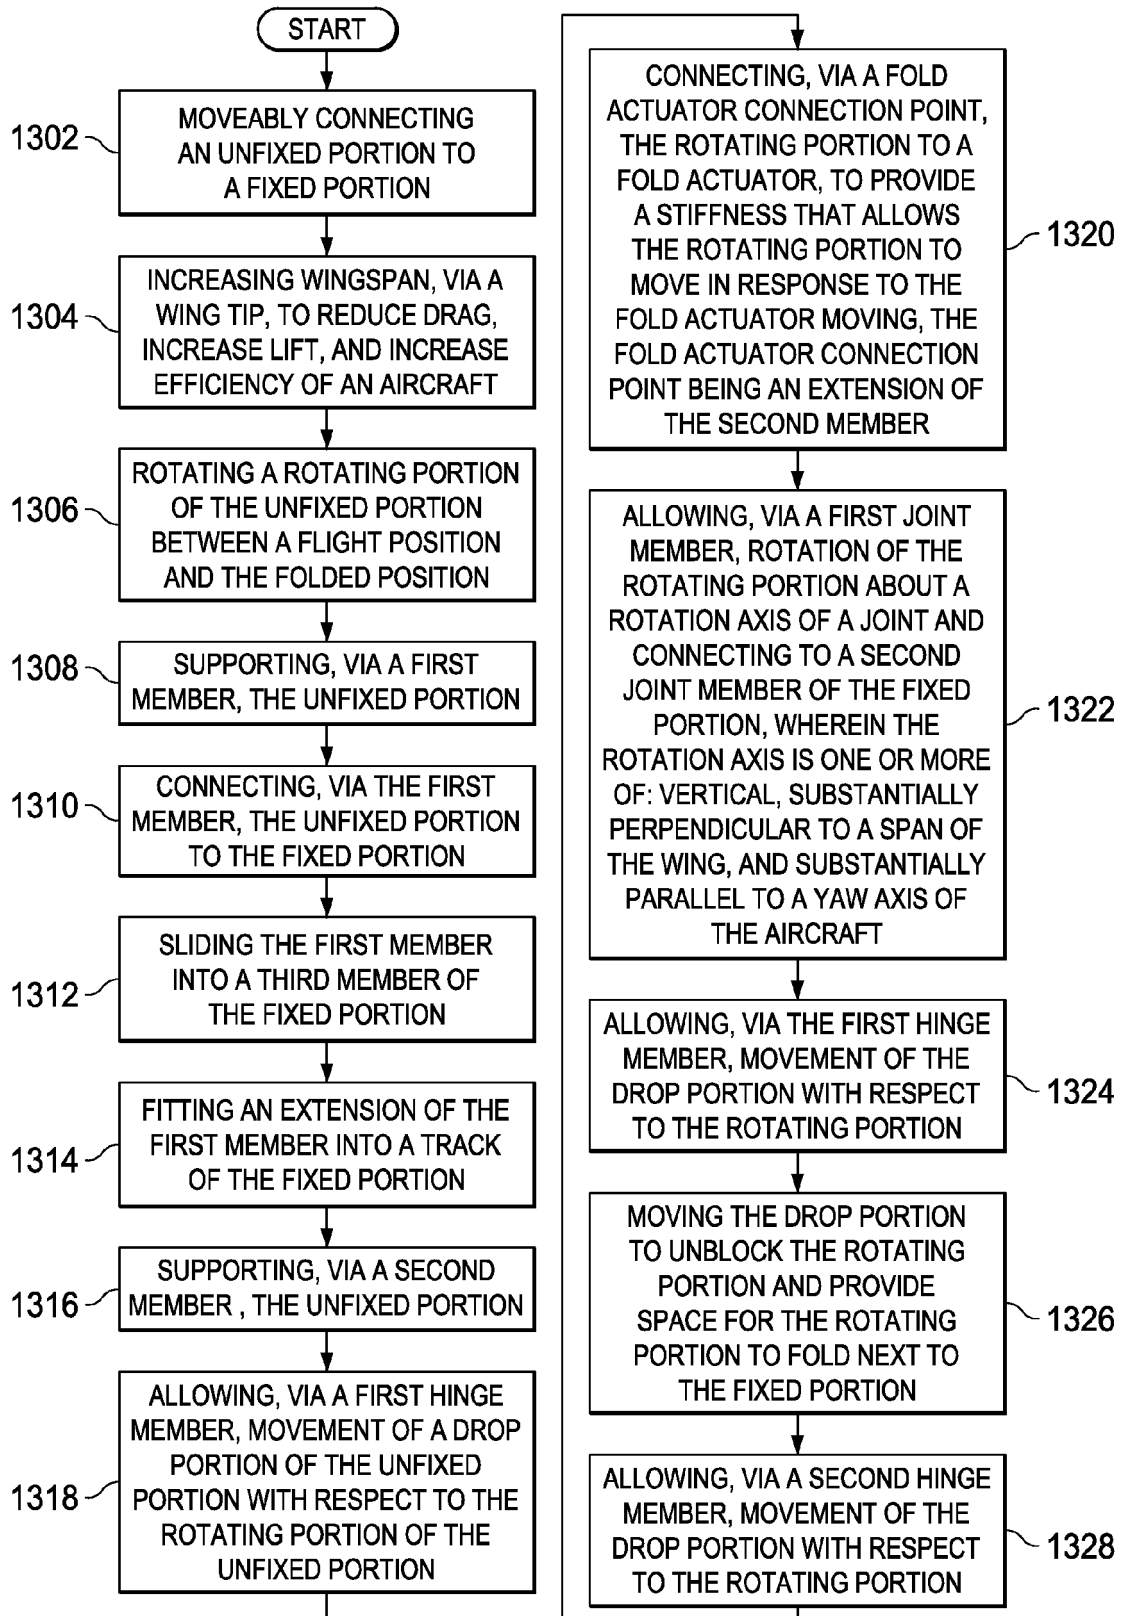 START
1302
MOVEABLY CONNECTING
AN UNFIXED PORTION TO
A FIXED PORTION
1304
INCREASING WINGSPAN, VIA A
WING TIP, TO REDUCE DRAG,
INCREASE LIFT, AND INCREASE
EFFICIENCY OF AN AIRCRAFT
1306
ROTATING A ROTATING PORTION
OF THE UNFIXED PORTION
BETWEEN A FLIGHT POSITION
AND THE FOLDED POSITION
1308
SUPPORTING, VIA A FIRST
MEMBER, THE UNFIXED PORTION
1310
CONNECTING, VIA THE FIRST
MEMBER, THE UNFIXED PORTION
TO THE FIXED PORTION
1312
SLIDING THE FIRST MEMBER
INTO A THIRD MEMBER OF
THE FIXED PORTION
1314
FITTING AN EXTENSION OF THE
FIRST MEMBER INTO A TRACK
OF THE FIXED PORTION
1316
SUPPORTING, VIA A SECOND
MEMBER , THE UNFIXED PORTION
1318
ALLOWING, VIA A FIRST HINGE
MEMBER, MOVEMENT OF A DROP
PORTION OF THE UNFIXED
PORTION WITH RESPECT TO THE
ROTATING PORTION OF THE
UNFIXED PORTION
CONNECTING, VIA A FOLD
ACTUATOR CONNECTION POINT,
THE ROTATING PORTION TO A
FOLD ACTUATOR, TO PROVIDE
A STIFFNESS THAT ALLOWS
THE ROTATING PORTION TO
MOVE IN RESPONSE TO THE
FOLD ACTUATOR MOVING, THE
FOLD ACTUATOR CONNECTION
POINT BEING AN EXTENSION OF
THE SECOND MEMBER
1320
ALLOWING, VIA A FIRST JOINT
MEMBER, ROTATION OF THE
ROTATING PORTION ABOUT A
ROTATION AXIS OF A JOINT AND
CONNECTING TO A SECOND
JOINT MEMBER OF THE FIXED
PORTION, WHEREIN THE
ROTATION AXIS IS ONE OR MORE
OF: VERTICAL, SUBSTANTIALLY
PERPENDICULAR TO A SPAN OF
THE WING, AND SUBSTANTIALLY
PARALLEL TO A YAW AXIS OF
THE AIRCRAFT
1322
ALLOWING, VIA THE FIRST HINGE
MEMBER, MOVEMENT OF THE
DROP PORTION WITH RESPECT
TO THE ROTATING PORTION
1324
MOVING THE DROP PORTION
TO UNBLOCK THE ROTATING
PORTION AND PROVIDE
SPACE FOR THE ROTATING
PORTION TO FOLD NEXT TO
THE FIXED PORTION
1326
ALLOWING, VIA A SECOND HINGE
MEMBER, MOVEMENT OF THE
DROP PORTION WITH RESPECT
TO THE ROTATING PORTION
1328